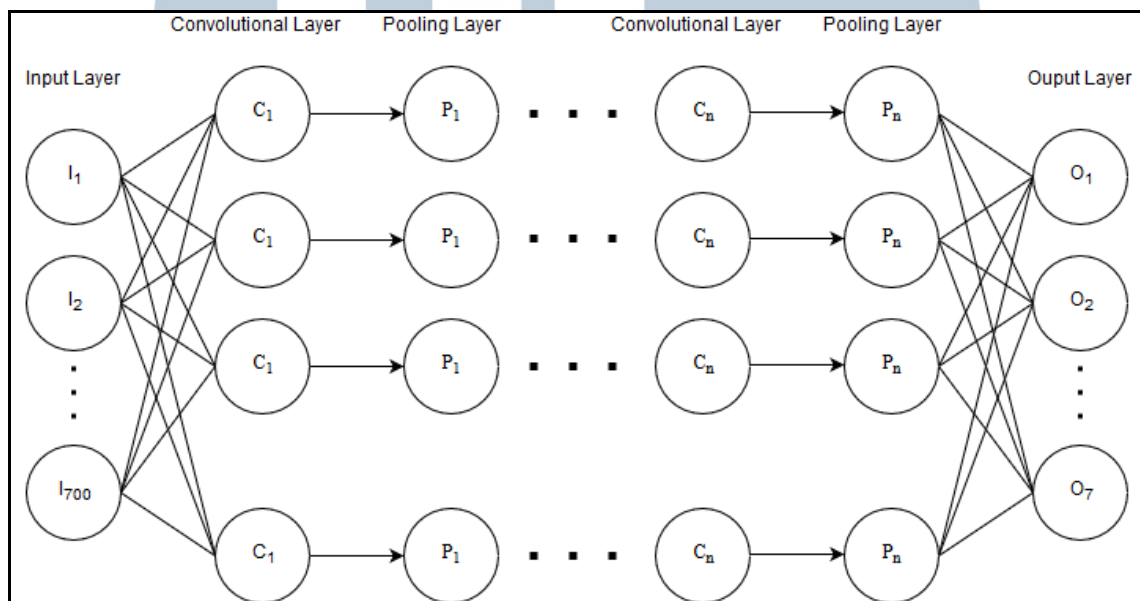 Convolutional Layer Pooling Layer Convolutional Layer Pooling Layer
Input Layer Ouput Layer
C1 P1 Cn Pn
I1 O1
C1 P1 Cn Pn
I2 O2
C1 P1 Cn Pn
I700 O7
C1 P1 Cn Pn